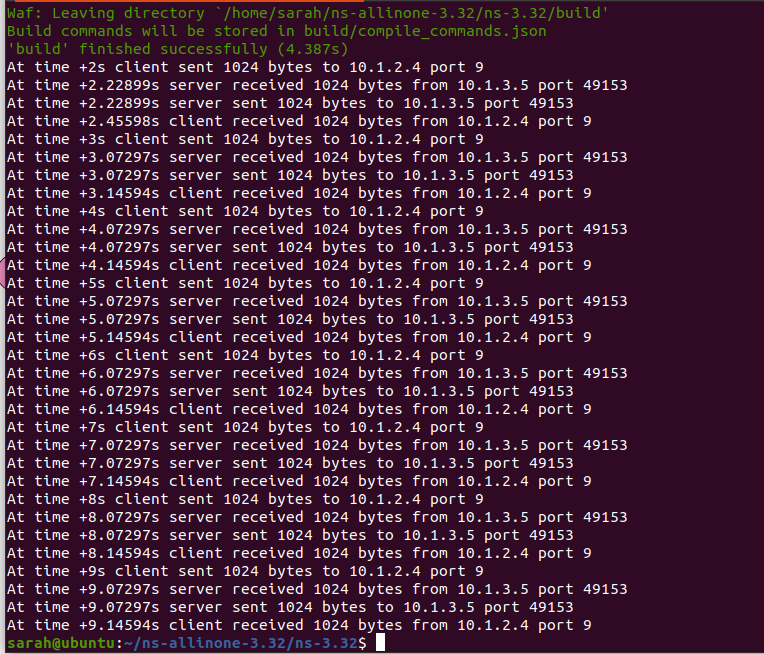 Waf: Leaving directory `/home/sarah/ns-allinone-3.32/ns-3.32/build'
Build commands will be stored in build/compile_commands.json
'build' finished successfully (4.387s)
At time +2s client sent 1024 bytes to 10.1.2.4 port 9
At time +2.22899s server received 1024 bytes from 10.1.3.5 port 49153
At time +2.22899s server sent 1024 bytes to 10.1.3.5 port 49153
At time +2.45598s client received 1024 bytes from 10.1.2.4 port 9
At time +3s client sent 1024 bytes to 10.1.2.4 port 9
At time +3.07297s server received 1024 bytes from 10.1.3.5 port 49153
At time +3.07297s server sent 1024 bytes to 10.1.3.5 port 49153
At time +3.14594s client received 1024 bytes from 10.1.2.4 port 9
At time +4s client sent 1024 bytes to 10.1.2.4 port 9
At time +4.07297s server received 1024 bytes from 10.1.3.5 port 49153
At time +4.07297s server sent 1024 bytes to 10.1.3.5 port 49153
At time +4.14594s client received 1024 bytes from 10.1.2.4 port 9
At time +5s client sent 1024 bytes to 10.1.2.4 port 9
At time +5.07297s server received 1024 bytes from 10.1.3.5 port 49153
At time +5.07297s server sent 1024 bytes to 10.1.3.5 port 49153
At time +5.14594s client received 1024 bytes from 10.1.2.4 port 9
At time +6s client sent 1024 bytes to 10.1.2.4 port 9
At time +6.07297s server received 1024 bytes from 10.1.3.5 port 49153
At time +6.07297s server sent 1024 bytes to 10.1.3.5 port 49153
At time +6.14594s client received 1024 bytes from 10.1.2.4 port 9
At time +7s client sent 1024 bytes to 10.1.2.4 port 9
At time +7.07297s server received 1024 bytes from 10.1.3.5 port 49153
At time +7.07297s server sent 1024 bytes to 10.1.3.5 port 49153
At time +7.14594s client received 1024 bytes from 10.1.2.4 port 9
At time +8s client sent 1024 bytes to 10.1.2.4 port 9
At time +8.07297s server received 1024 bytes from 10.1.3.5 port 49153
At time +8.07297s server sent 1024 bytes to 10.1.3.5 port 49153
At time +8.14594s client received 1024 bytes from 10.1.2.4 port 9
At time +9s client sent 1024 bytes to 10.1.2.4 port 9
At time +9.07297s server received 1024 bytes from 10.1.3.5 port 49153
At time +9.07297s server sent 1024 bytes to 10.1.3.5 port 49153
At time +9.14594s client received 1024 bytes from 10.1.2.4 port 9
sarah@ubuntu:~/ns-allinone-3.32/ns-3.32$